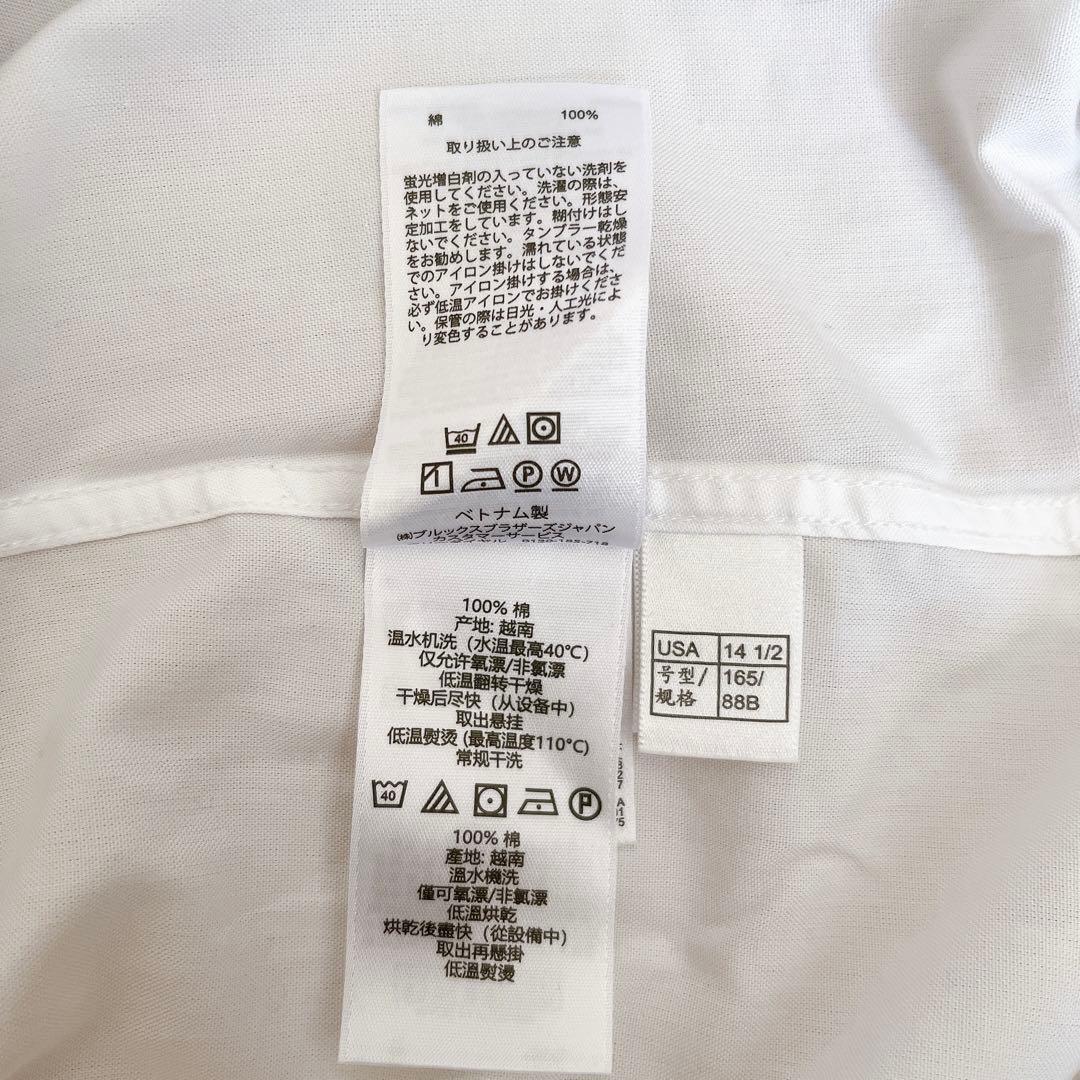 綿 100%
取り扱い上のご注意
蛍光増白剤の入っていない洗剤を
使用してください。洗濯の際は、
ネットをご使用ください。形態安
定加工をしています。糊付けはし
ないでください。タンブラー乾燥
をお勧めします。濡れている状態
でのアイロン掛けはしないでくだ
さい。アイロン掛けする場合は、
必ず低温アイロンでお掛けくださ
い。保管の際は日光・人工光によ
り変色することがあります。
40
P W
ベトナム製
(株)ブルックスブラザーズジャパン
カスタマーサービス
100% 棉
产地: 越南
温水机洗（水温最高40℃）
仅允许氧漂/非氯漂
低温翻转干燥
干燥后尽快（从设备中）
取出悬挂
低温熨烫 (最高温度110℃)
常规干洗
40 P
100% 棉
產地: 越南
溫水機洗
僅可氧漂/非氯漂
低溫烘乾
烘乾後盡快（從設備中）
取出再懸掛
低溫熨燙
USA 14 1/2
号型/ 165/
规格 88B